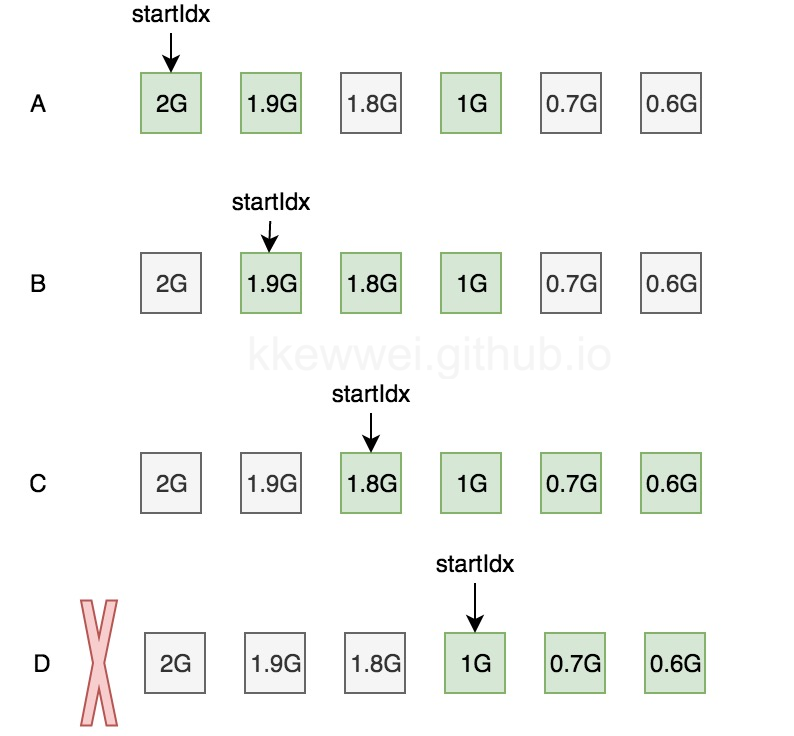 startIdx
A 2G 1.9G 1.8G 1G 0.7G 0.6G
startIdx
B 2G 1.9G 1.8G 1G 0.7G 0.6G
kkewwei.github.io
startIdx
C 2G 1.9G 1.8G 1G 0.7G 0.6G
startIdx
D 2G 1.9G 1.8G 1G 0.7G 0.6G